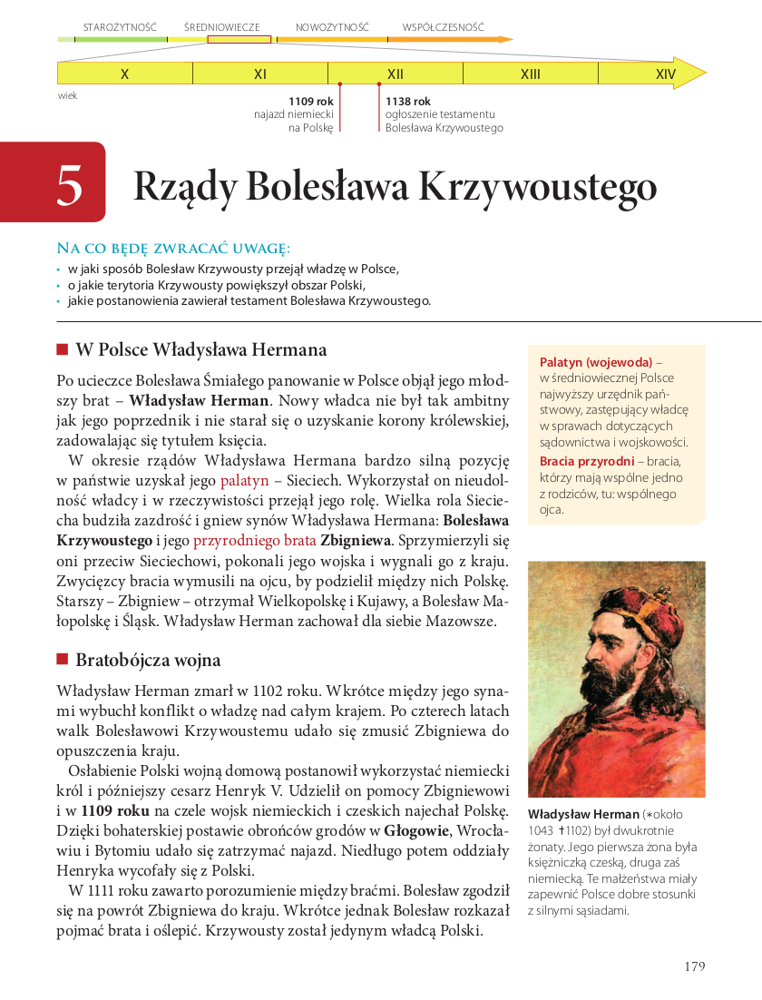 STAROŻYTNOŚĆ ŚREDNIOWIECZE NOWOŻYTNOŚĆ WSPÓŁCZESNOŚĆ
X XI XII XIII XIV
wiek
1109 rok
najazd niemiecki
na Polskę
1138 rok
ogłoszenie testamentu
Bolesława Krzywoustego
5 Rządy Bolesława Krzywoustego
Na co będę zwracać uwagę:
• w jaki sposób Bolesław Krzywousty przejął władzę w Polsce,
• o jakie terytoria Krzywousty powiększył obszar Polski,
• jakie postanowienia zawierał testament Bolesława Krzywoustego.
W Polsce Władysława Hermana
Po ucieczce Bolesława Śmiałego panowanie w Polsce objął jego młod-
szy brat – Władysław Herman. Nowy władca nie był tak ambitny
jak jego poprzednik i nie starał się o uzyskanie korony królewskiej,
zadowalając się tytułem księcia.
W okresie rządów Władysława Hermana bardzo silną pozycję
w państwie uzyskał jego palatyn – Sieciech. Wykorzystał on nieudol-
ność władcy i w rzeczywistości przejął jego rolę. Wielka rola Siecie-
cha budziła zazdrość i gniew synów Władysława Hermana: Bolesława
Krzywoustego i jego przyrodniego brata Zbigniewa. Sprzymierzyli się
oni przeciw Sieciechowi, pokonali jego wojska i wygnali go z kraju.
Zwycięzcy bracia wymusili na ojcu, by podzielił między nich Polskę.
Starszy – Zbigniew – otrzymał Wielkopolskę i Kujawy, a Bolesław Ma-
łopolskę i Śląsk. Władysław Herman zachował dla siebie Mazowsze.
Bratobójcza wojna
Władysław Herman zmarł w 1102 roku. Wkrótce między jego syna-
mi wybuchł konflikt o władzę nad całym krajem. Po czterech latach
walk Bolesławowi Krzywoustemu udało się zmusić Zbigniewa do
opuszczenia kraju.
Osłabienie Polski wojną domową postanowił wykorzystać niemiecki
król i późniejszy cesarz Henryk V. Udzielił on pomocy Zbigniewowi
i w 1109 roku na czele wojsk niemieckich i czeskich najechał Polskę.
Dzięki bohaterskiej postawie obrońców grodów w Głogowie, Wrocła-
wiu i Bytomiu udało się zatrzymać najazd. Niedługo potem oddziały
Henryka wycofały się z Polski.
W 1111 roku zawarto porozumienie między braćmi. Bolesław zgodził
się na powrót Zbigniewa do kraju. Wkrótce jednak Bolesław rozkazał
pojmać brata i oślepić. Krzywousty został jedynym władcą Polski.
Palatyn (wojewoda) –
w średniowiecznej Polsce
najwyższy urzędnik pań-
stwowy, zastępujący władcę
w sprawach dotyczących
sądownictwa i wojskowości.
Bracia przyrodni – bracia,
którzy mają wspólne jedno
z rodziców, tu: wspólnego
ojca.
Władysław Herman (*około
1043 ✝1102) był dwukrotnie
żonaty. Jego pierwsza żona była
księżniczką czeską, druga zaś
niemiecką. Te małżeństwa miały
zapewnić Polsce dobre stosunki
z silnymi sąsiadami.
179